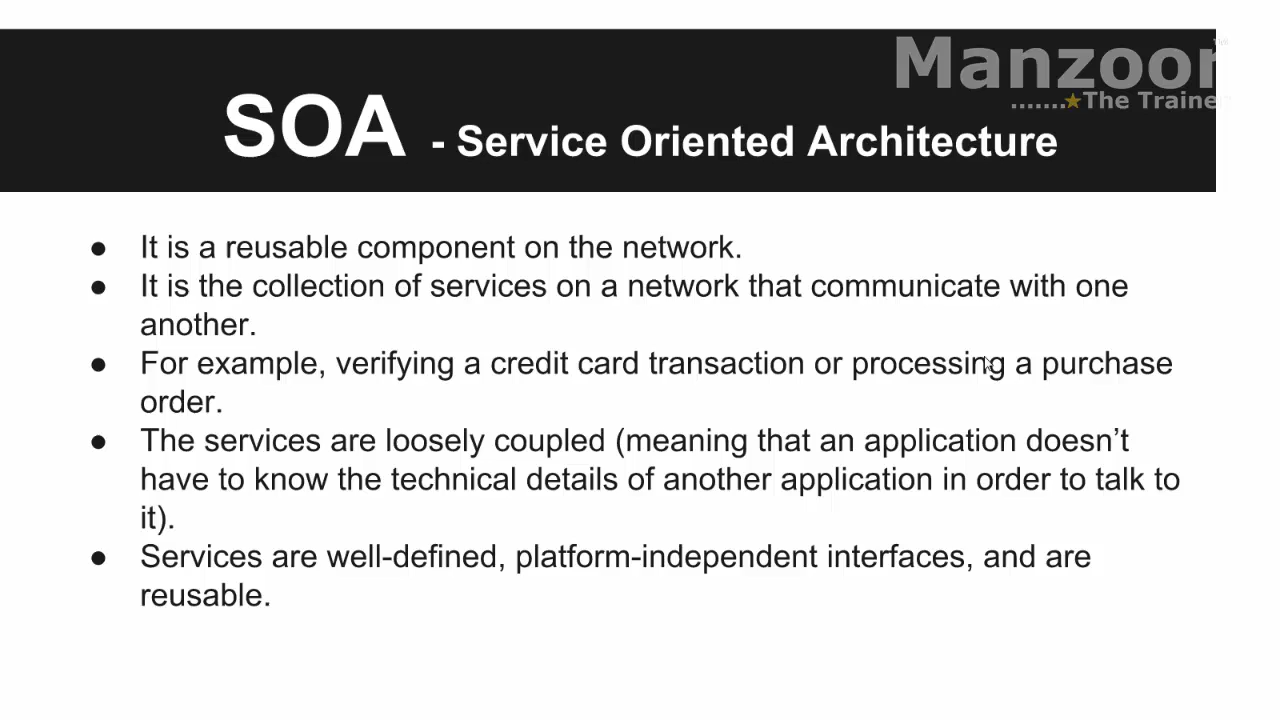 Manzoor
.......★The Trainer
SOA - Service Oriented Architecture
● It is a reusable component on the network.
● It is the collection of services on a network that communicate with one
another.
● For example, verifying a credit card transaction or processing a purchase
order.
● The services are loosely coupled (meaning that an application doesn’t
have to know the technical details of another application in order to talk to
it).
● Services are well-defined, platform-independent interfaces, and are
reusable.